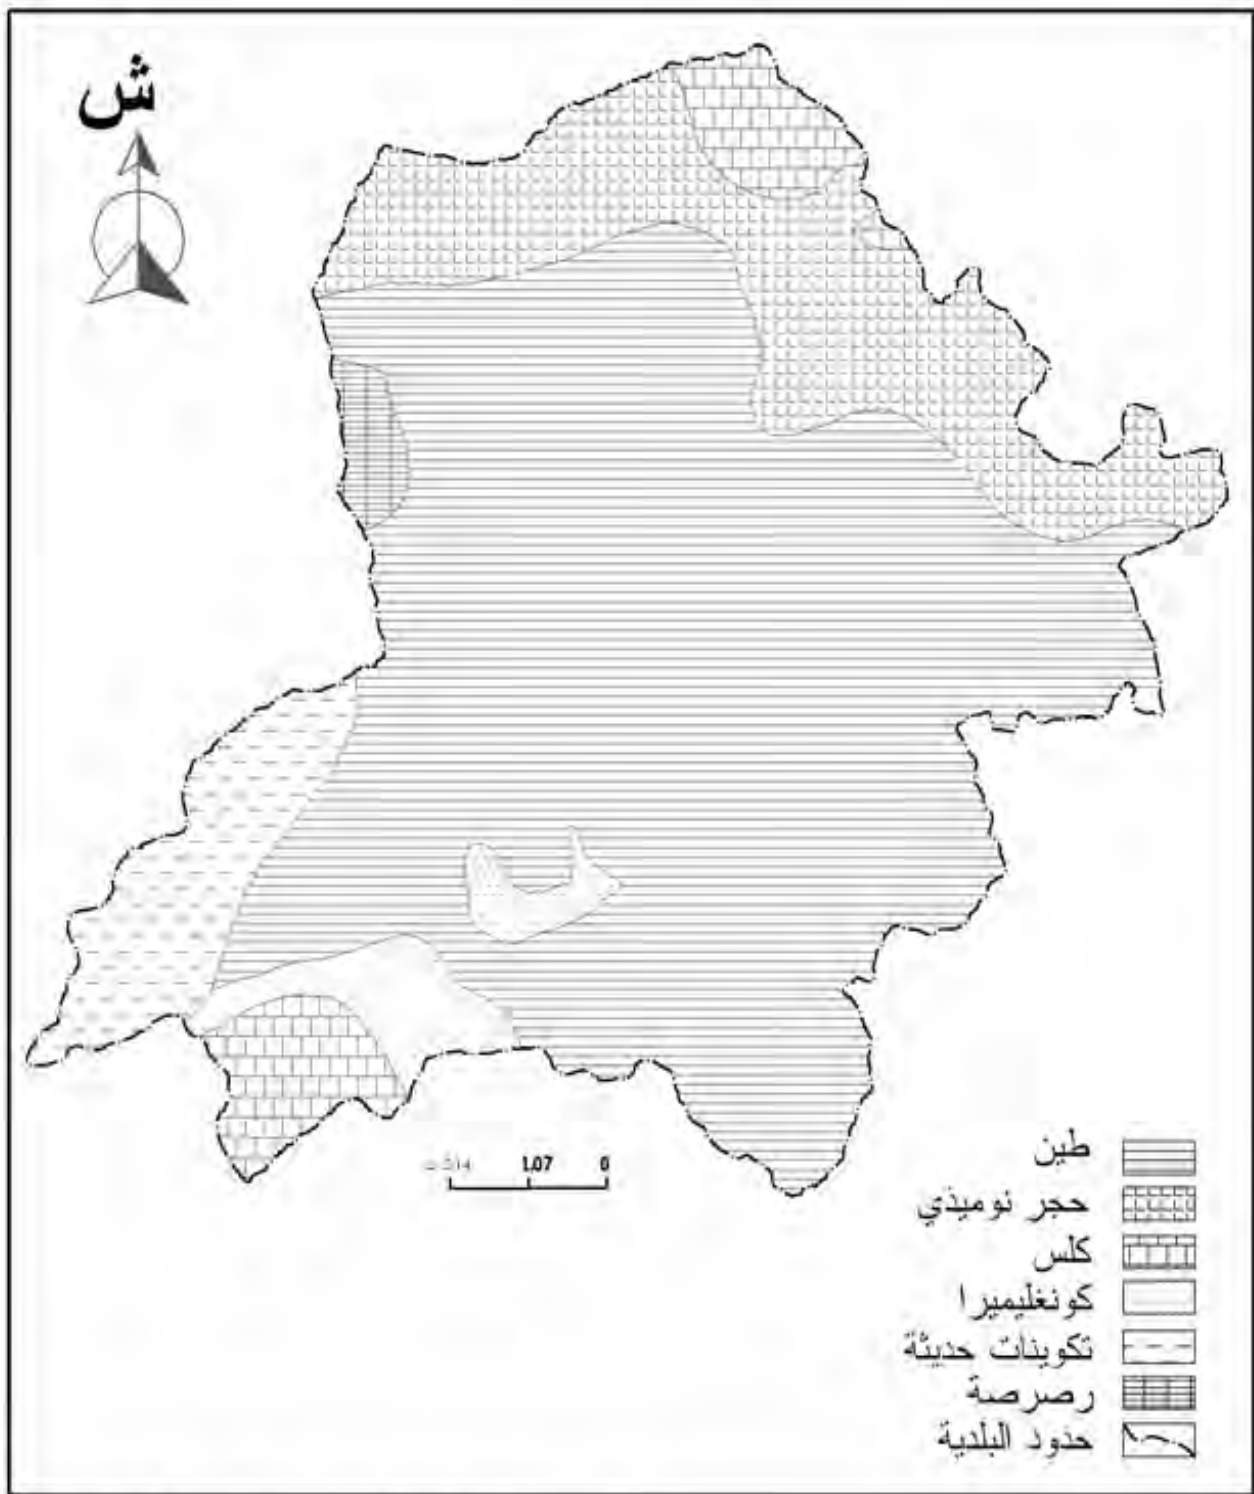 ش
1.07 0
طين
حجر نوميذي
كلس
كونغليميرا
تكوينات حديثة
رصرصة
حدود البلدية